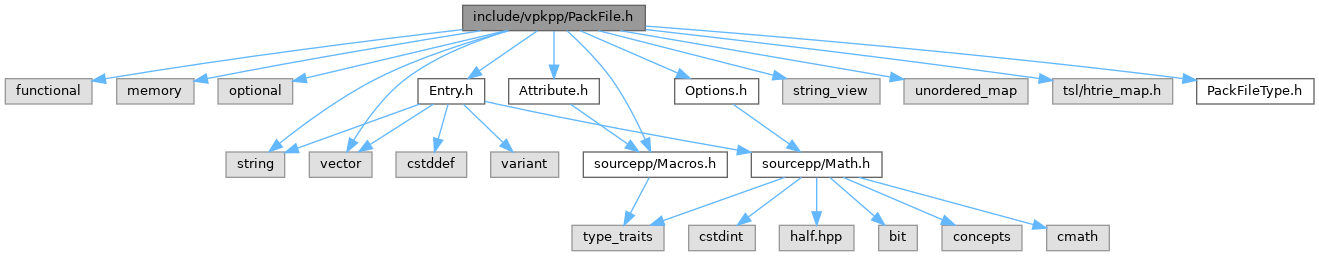 include/vpkpp/PackFile.h
functional
memory
optional
Entry.h
Attribute.h
Options.h
string_view
unordered_map
tsl/htrie_map.h
PackFileType.h
string
vector
cstddef
variant
sourcepp/Macros.h
sourcepp/Math.h
type_traits
cstdint
half.hpp
bit
concepts
cmath